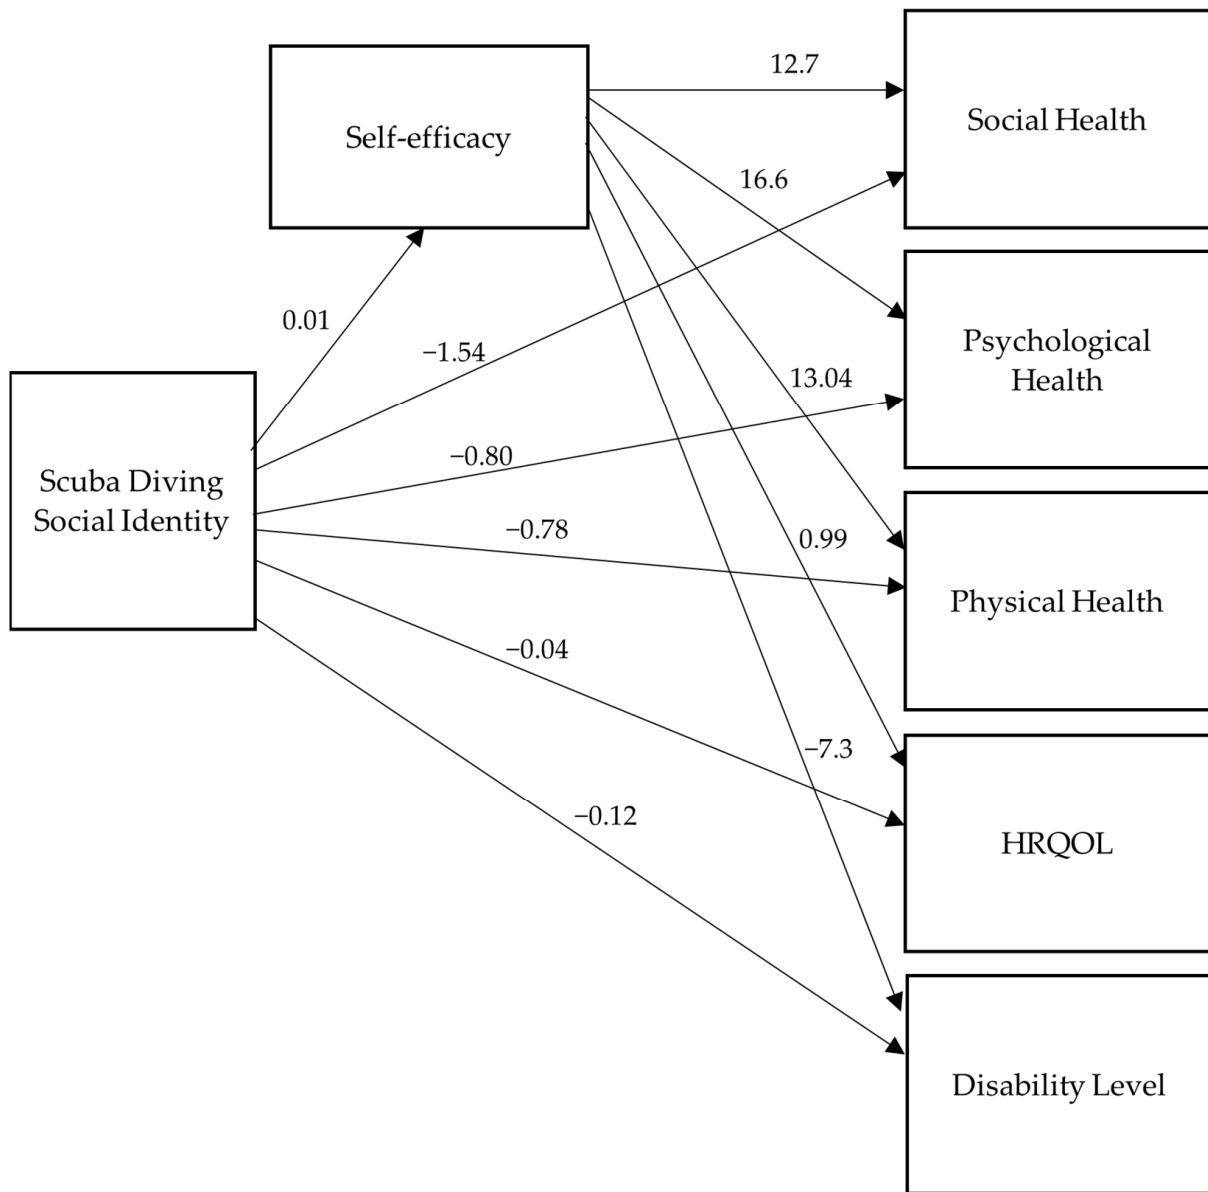 12.7
Social Health
Self-efficacy
16.6
0.01
−1.54
Psychological
Health
13.04
−0.80
Scuba Diving
Social Identity
−0.78
0.99
Physical Health
−0.04
−7.3
−0.12
HRQOL
Disability Level